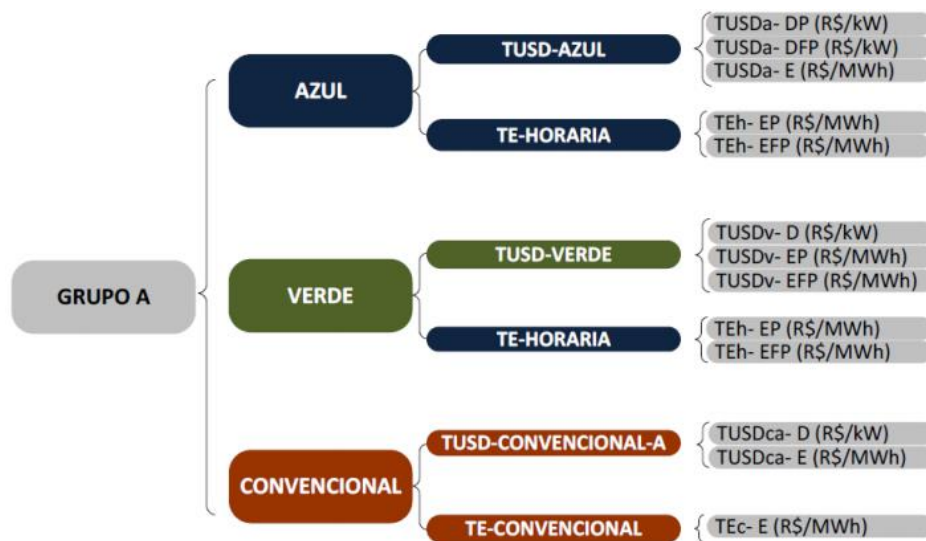 GRUPO A
AZUL
TUSD-AZUL
TUSDa- DP (R$/kW)
TUSDa- DFP (R$/kW)
TUSDa- E (R$/MWh)
TE-HORARIA
TEh- EP (R$/MWh)
TEh- EFP (R$/MWh)
VERDE
TUSD-VERDE
TUSDv- D (R$/kW)
TUSDv- EP (R$/MWh)
TUSDv- EFP (R$/MWh)
TE-HORARIA
TEh- EP (R$/MWh)
TEh- EFP (R$/MWh)
CONVENCIONAL
TUSD-CONVENCIONAL-A
TUSDca- D (R$/kW)
TUSDca- E (R$/MWh)
TE-CONVENCIONAL
TEc- E (R$/MWh)